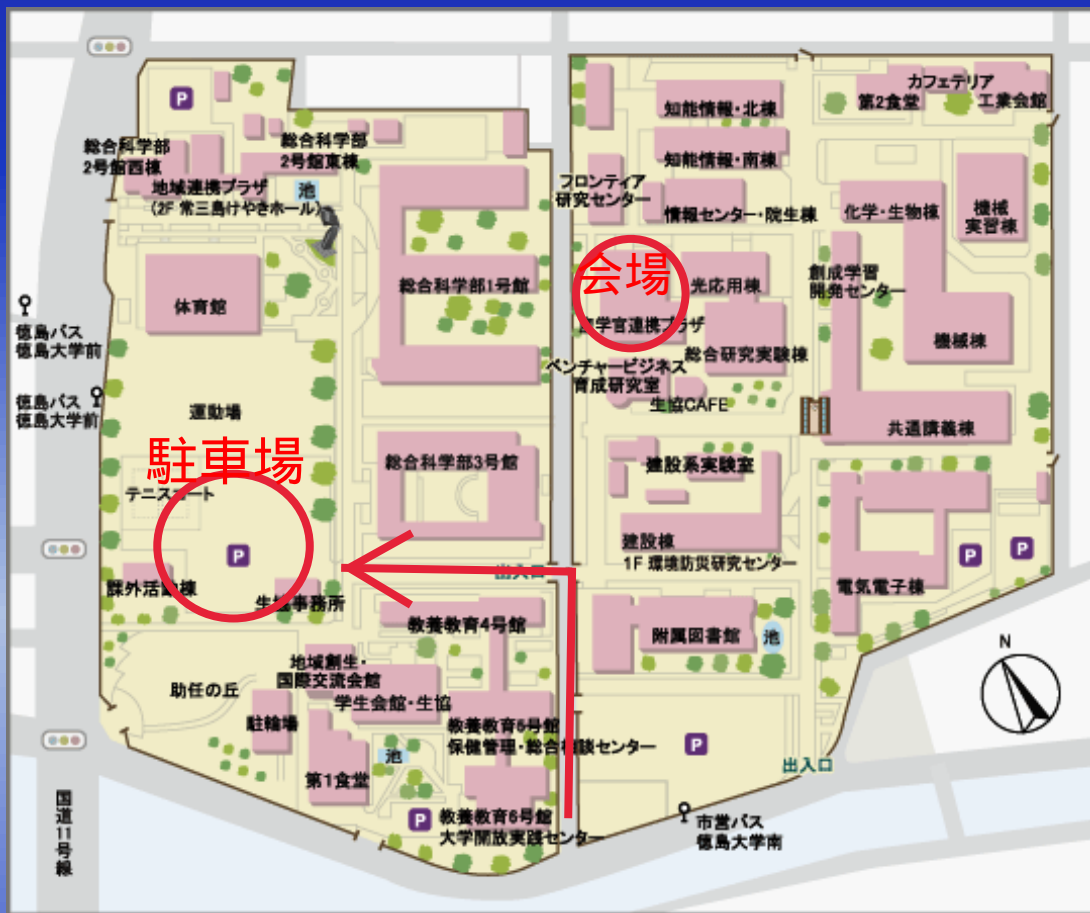 P
カフェテリア
第2食堂
工業会館
知能情報・北棟
総合科学部
2号館西棟
総合科学部
2号館東棟
知能情報・南棟
地域連携プラザ
(2F 常三島けやきホール)
池
フロンティア
研究センター
情報センター・院生棟
化学・生物棟
機械
実習棟
会場
光応用棟
創成学習
開発センター
総合科学部1号館
体育館
産学官連携プラザ
徳島バス
徳島大学前
総合研究実験棟
機械棟
ベンチャービジネス
育成研究室
徳島バス
徳島大学前
生協CAFE
運動場
共通講義棟
駐車場
総合科学部3号館
建設系実験室
テニスコート
P
建設棟
1F 環境防災研究センター
P
P
出入口
課外活動棟
生協事務所
電気電子棟
教養教育4号館
附属図書館
池
N
地域創生・
国際交流会館
助任の丘
学生会館・生協
駐輪場
教養教育5号館
保健管理・総合相談センター
P
池
出入口
第1食堂
国道11号線
P
教養教育6号館
大学開放実践センター
市営バス
徳島大学南